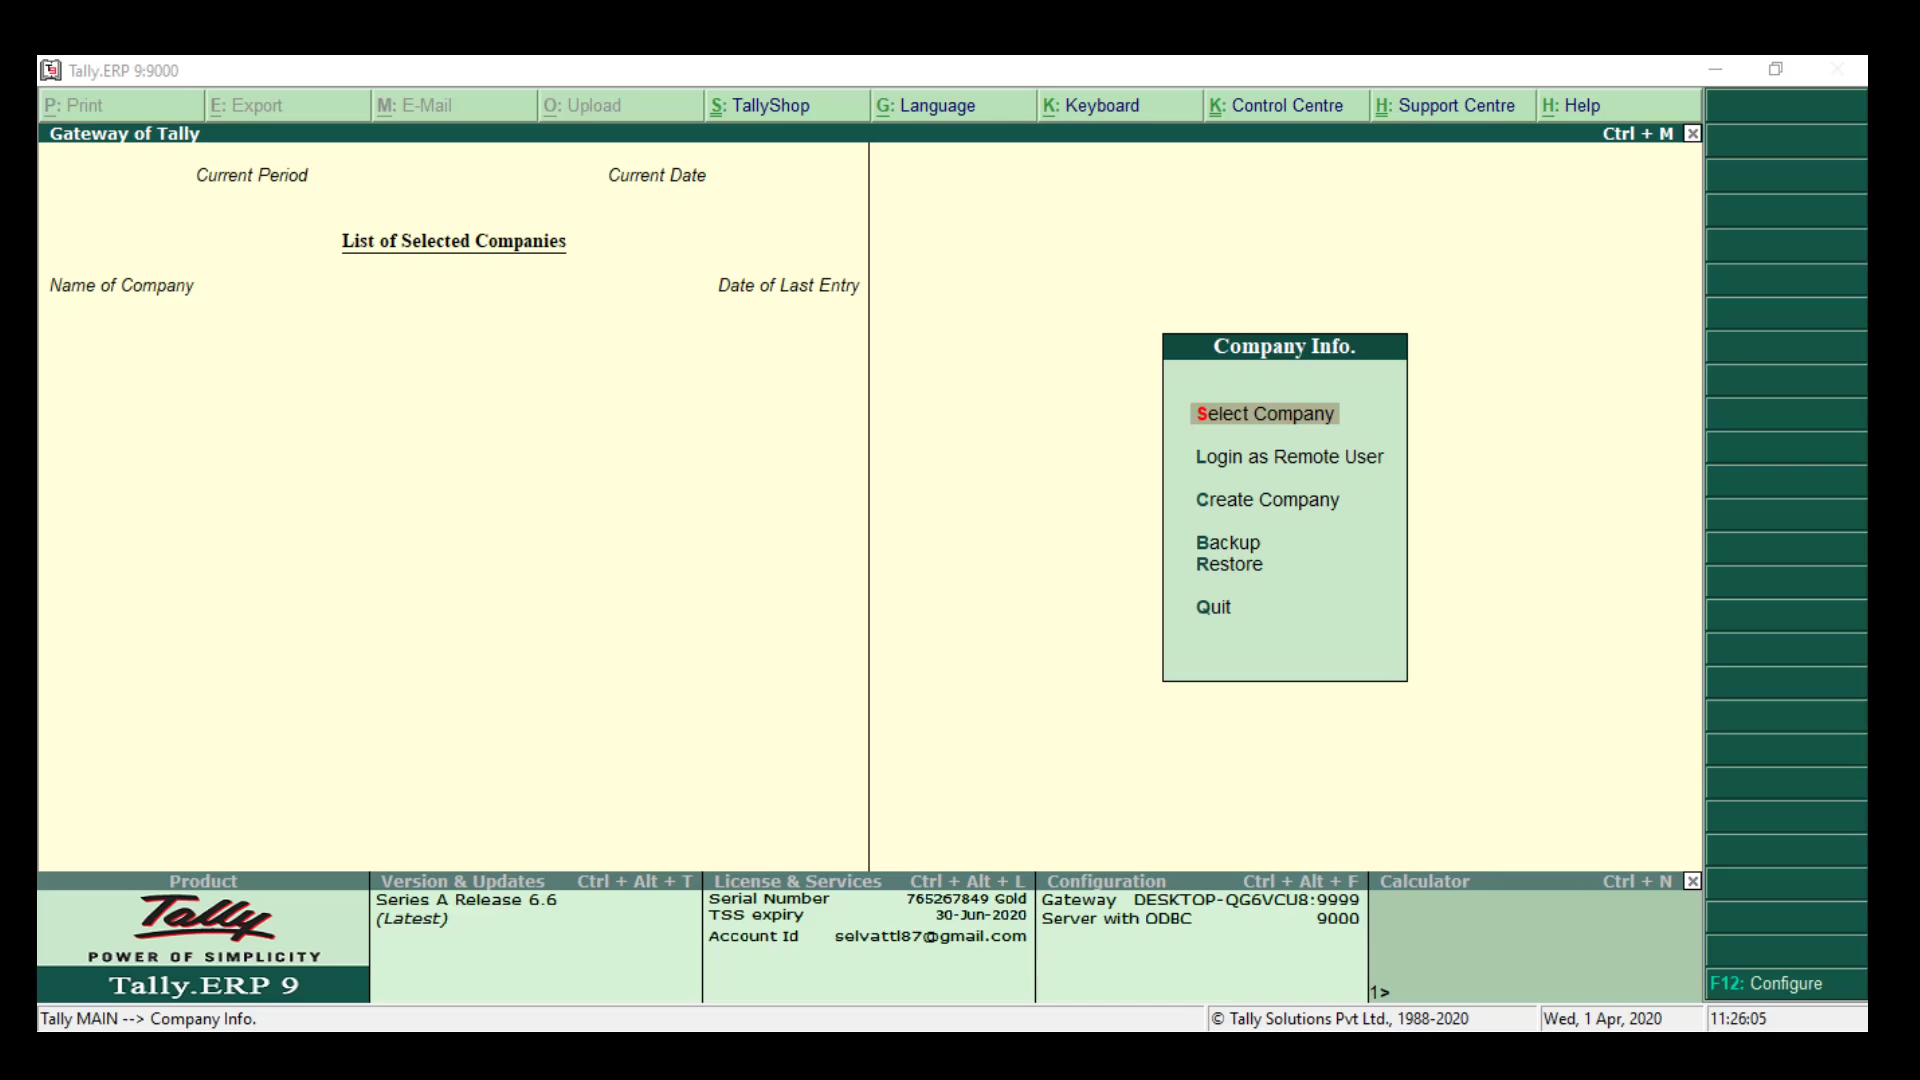 Tally.ERP 9:9000
P: Print E: Export M: E-Mail O: Upload S: TallyShop G: Language K: Keyboard K: Control Centre H: Support Centre H: Help
Gateway of Tally Ctrl + M
Current Period Current Date
List of Selected Companies
Name of Company Date of Last Entry
Company Info.
Select Company
Login as Remote User
Create Company
Backup
Restore
Quit
Product
Tally
POWER OF SIMPLICITY
Tally.ERP 9
Version & Updates Ctrl + Alt + T
Series A Release 6.6
(Latest)
License & Services Ctrl + Alt + L
Serial Number 765267849 Gold
TSS expiry 30-Jun-2020
Account Id selvattl87@gmail.com
Configuration Ctrl + Alt + F
Gateway DESKTOP-QG6VCU8:9999
Server with ODBC 9000
Calculator Ctrl + N
1>
F12: Configure
Tally MAIN --> Company Info. © Tally Solutions Pvt Ltd., 1988-2020 Wed, 1 Apr, 2020 11:26:05